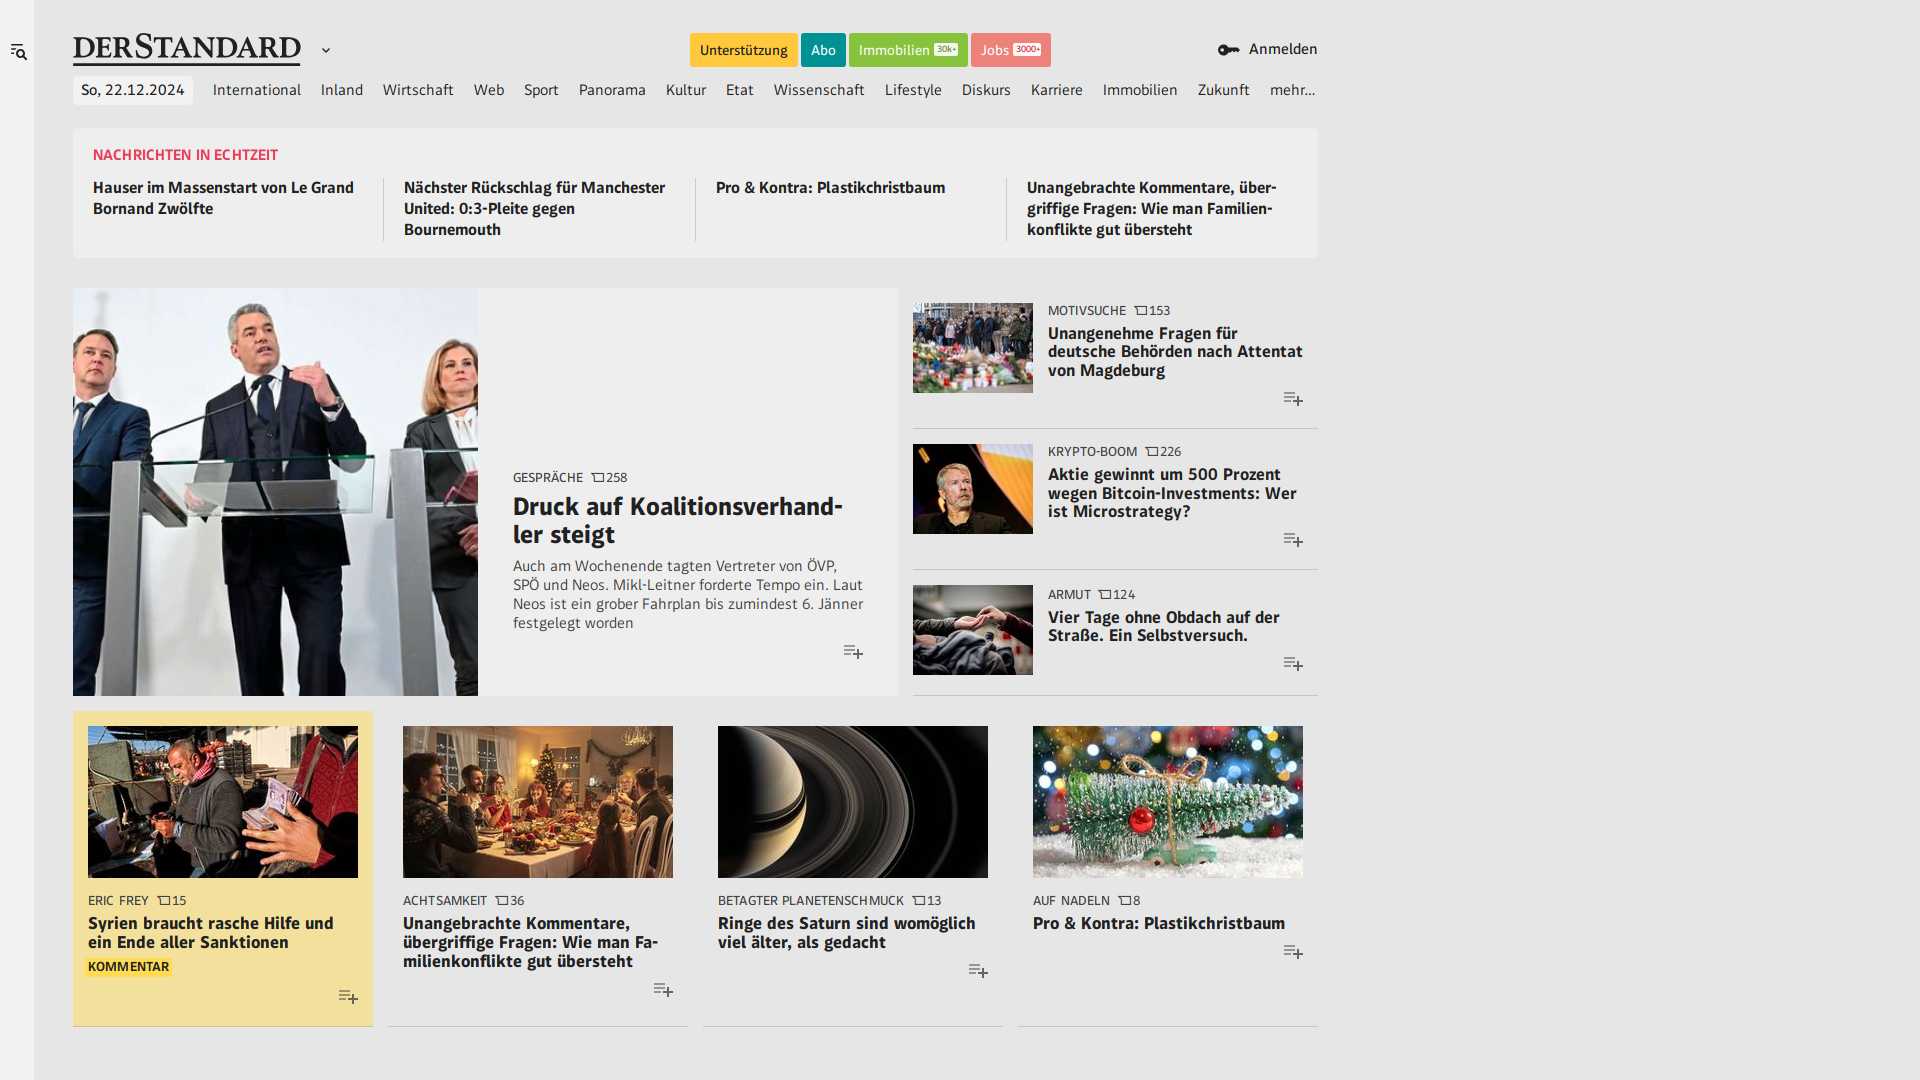 DERSTANDARD
Unterstützung
Abo
Immobilien 30k+
Jobs 3000+
Anmelden
So, 22.12.2024
International
Inland
Wirtschaft
Web
Sport
Panorama
Kultur
Etat
Wissenschaft
Lifestyle
Diskurs
Karriere
Immobilien
Zukunft
mehr...
NACHRICHTEN IN ECHTZEIT
Hauser im Massenstart von Le Grand
Bornand Zwölfte
Nächster Rückschlag für Manchester
United: 0:3-Pleite gegen
Bournemouth
Pro & Kontra: Plastikchristbaum
Unangebrachte Kommentare, über-
griffige Fragen: Wie man Familien-
konflikte gut übersteht
GESPRÄCHE 258
Druck auf Koalitionsverhand-
ler steigt
Auch am Wochenende tagten Vertreter von ÖVP,
SPÖ und Neos. Mikl-Leitner forderte Tempo ein. Laut
Neos ist ein grober Fahrplan bis zumindest 6. Jänner
festgelegt worden
MOTIVSUCHE 153
Unangenehme Fragen für
deutsche Behörden nach Attentat
von Magdeburg
KRYPTO-BOOM 226
Aktie gewinnt um 500 Prozent
wegen Bitcoin-Investments: Wer
ist Microstrategy?
ARMUT 124
Vier Tage ohne Obdach auf der
Straße. Ein Selbstversuch.
ERIC FREY 15
Syrien braucht rasche Hilfe und
ein Ende aller Sanktionen
KOMMENTAR
ACHTSAMKEIT 36
Unangebrachte Kommentare,
übergriffige Fragen: Wie man Fa-
milienkonflikte gut übersteht
BETAGTER PLANETENSCHMUCK 13
Ringe des Saturn sind womöglich
viel älter, als gedacht
AUF NADELN 8
Pro & Kontra: Plastikchristbaum